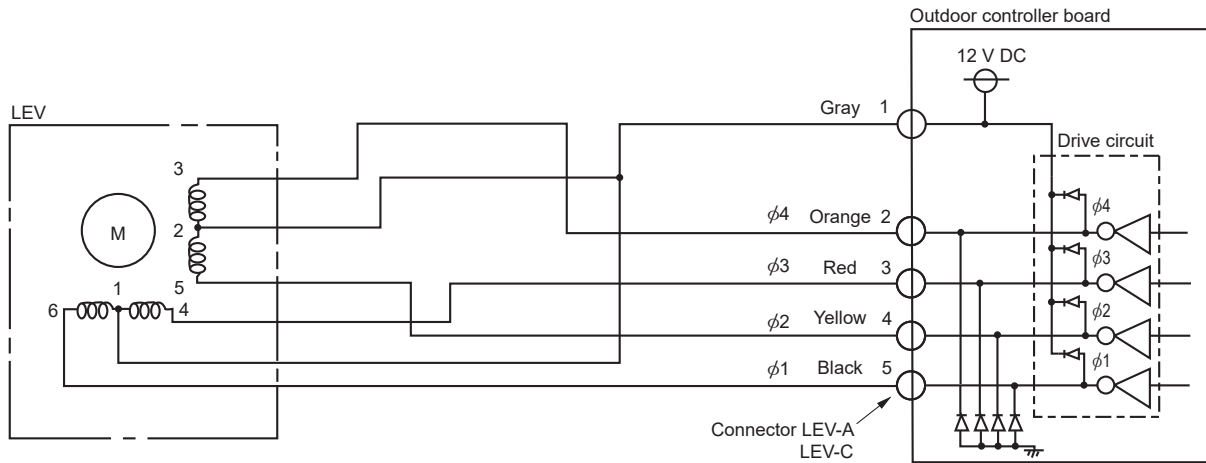 Outdoor controller board
12 V DC
LEV
Gray 1
Drive circuit
3
ϕ4 Orange 2
ϕ4
M
2
ϕ3 Red 3
ϕ3
5
1
6
4
ϕ2 Yellow 4
ϕ2
ϕ1 Black 5
ϕ1
Connector LEV-A
LEV-C